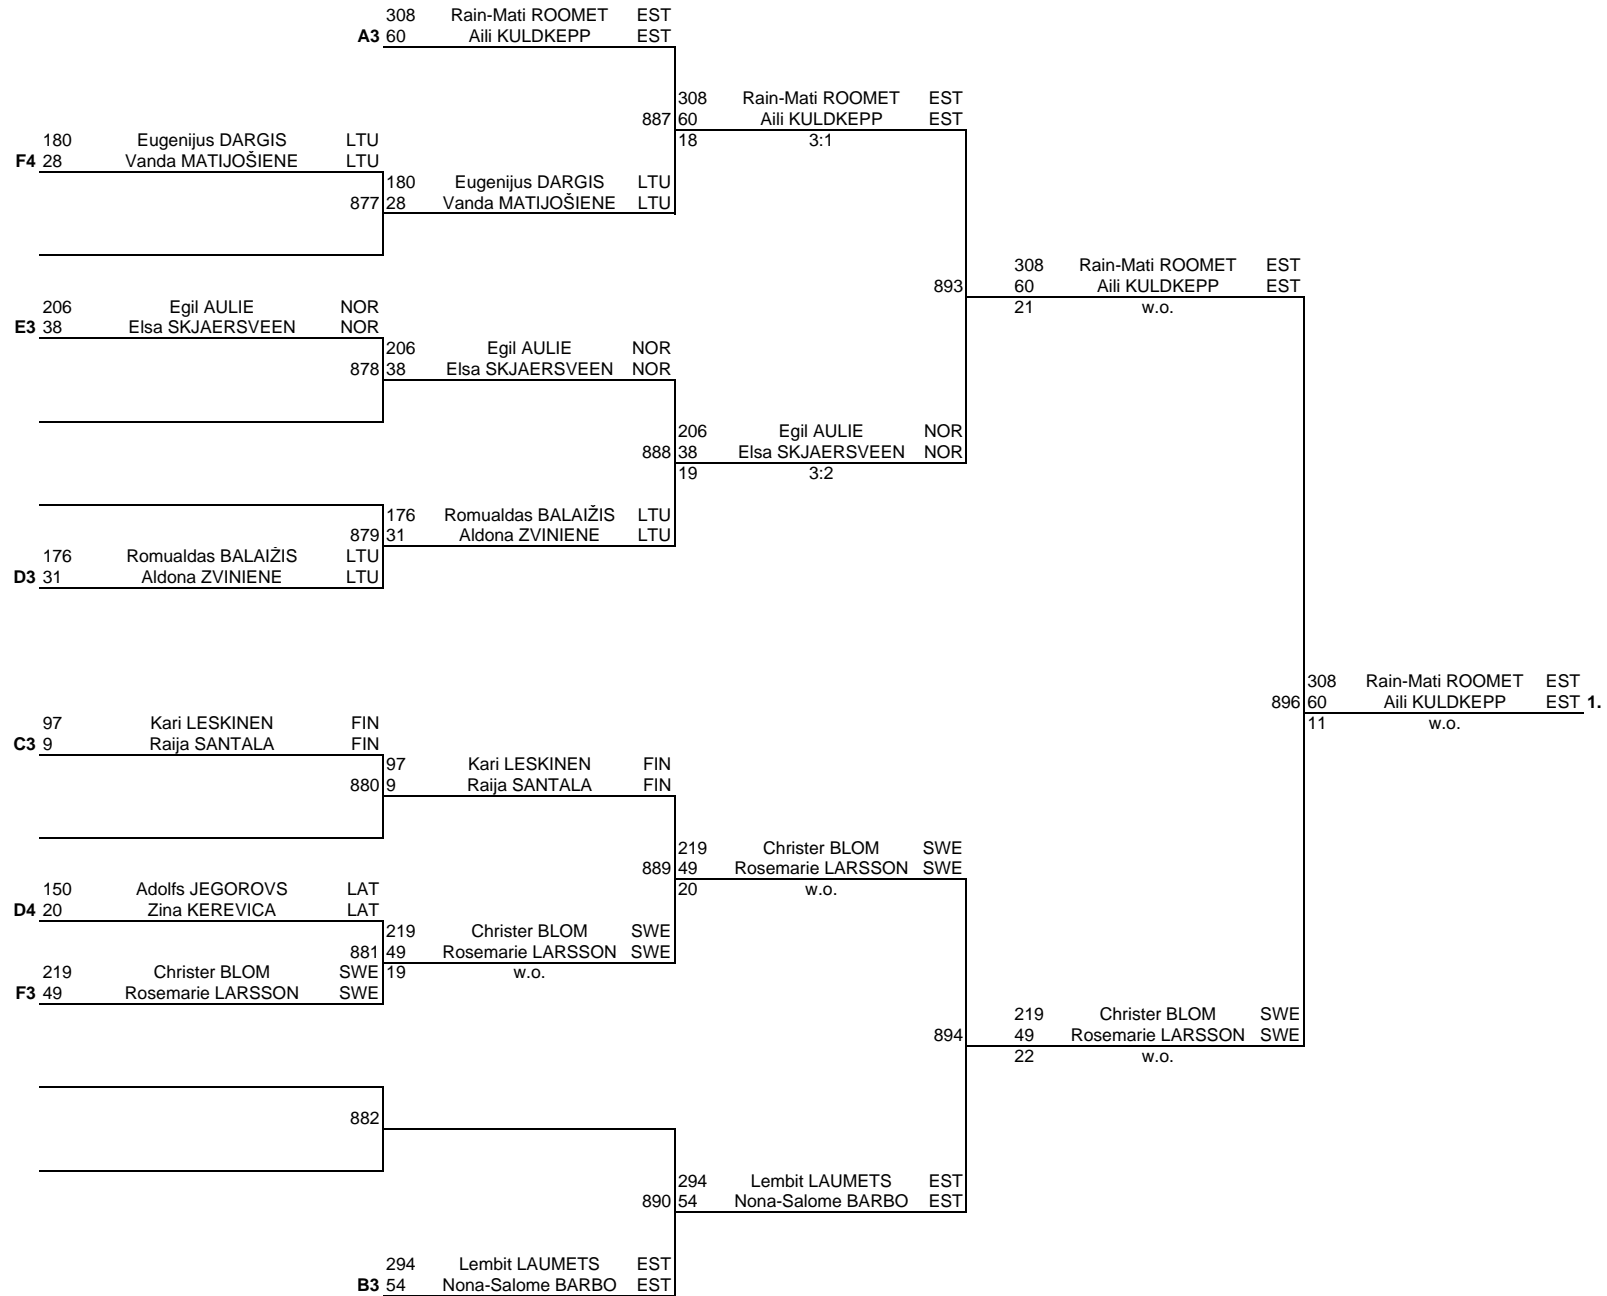 308 Rain-Mati ROOMET EST
A3 60 Aili KULDKEPP EST
308 Rain-Mati ROOMET EST
887 60 Aili KULDKEPP EST
18 3:1
180 Eugenijus DARGIS LTU
F4 28 Vanda MATIJOŠIENE LTU
180 Eugenijus DARGIS LTU
877 28 Vanda MATIJOŠIENE LTU
308 Rain-Mati ROOMET EST
893 60 Aili KULDKEPP EST
21 w.o.
206 Egil AULIE NOR
E3 38 Elsa SKJAERSVEEN NOR
206 Egil AULIE NOR
878 38 Elsa SKJAERSVEEN NOR
206 Egil AULIE NOR
888 38 Elsa SKJAERSVEEN NOR
19 3:2
176 Romualdas BALAIŽIS LTU
879 31 Aldona ZVINIENE LTU
176 Romualdas BALAIŽIS LTU
D3 31 Aldona ZVINIENE LTU
308 Rain-Mati ROOMET EST
896 60 Aili KULDKEPP EST 1.
11 w.o.
97 Kari LESKINEN FIN
C3 9 Raija SANTALA FIN
97 Kari LESKINEN FIN
880 9 Raija SANTALA FIN
219 Christer BLOM SWE
889 49 Rosemarie LARSSON SWE
20 w.o.
150 Adolfs JEGOROVS LAT
D4 20 Zina KEREVICA LAT
219 Christer BLOM SWE
881 49 Rosemarie LARSSON SWE
19 w.o.
219 Christer BLOM SWE
F3 49 Rosemarie LARSSON SWE
219 Christer BLOM SWE
894 49 Rosemarie LARSSON SWE
22 w.o.
882
294 Lembit LAUMETS EST
890 54 Nona-Salome BARBO EST
294 Lembit LAUMETS EST
B3 54 Nona-Salome BARBO EST